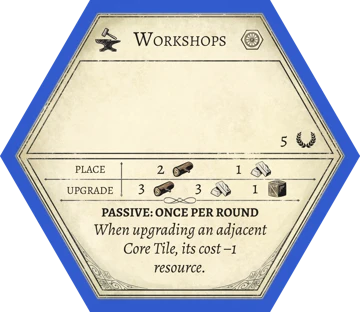 WORKSHOPS
5
PLACE 2 1
UPGRADE 3 3 1
PASSIVE: ONCE PER ROUND
When upgrading an adjacent
Core Tile, its cost –1
resource.